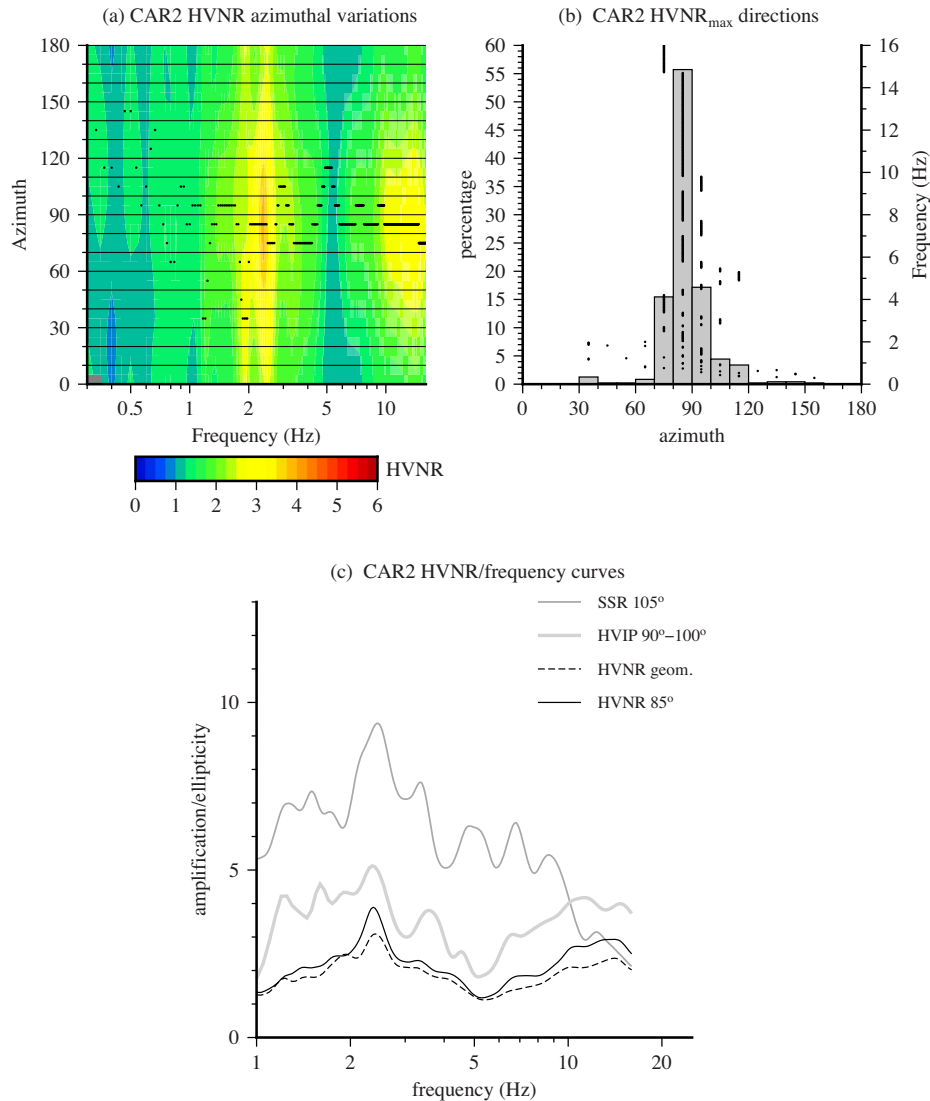 (a) CAR2 HVNR azimuthal variations
180
150
120
90
60
30
0
Azimuth
0.5 1 2 5 10
Frequency (Hz)
0 1 2 3 4 5 6
HVNR
(b) CAR2 HVNRmax directions
60
55
50
45
40
35
30
25
20
15
10
5
0
percentage
16
14
12
10
8
6
4
2
0
Frequency (Hz)
0 30 60 90 120 150 180
azimuth
(c) CAR2 HVNR/frequency curves
SSR 105º
HVIP 90º–100º
HVNR geom.
HVNR 85º
10
5
0
amplification/ellipticity
1 2 5 10 20
frequency (Hz)